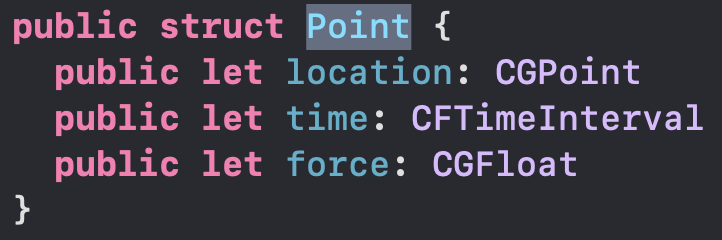 public struct Point {
  public let location: CGPoint
  public let time: CFTimeInterval
  public let force: CGFloat
}